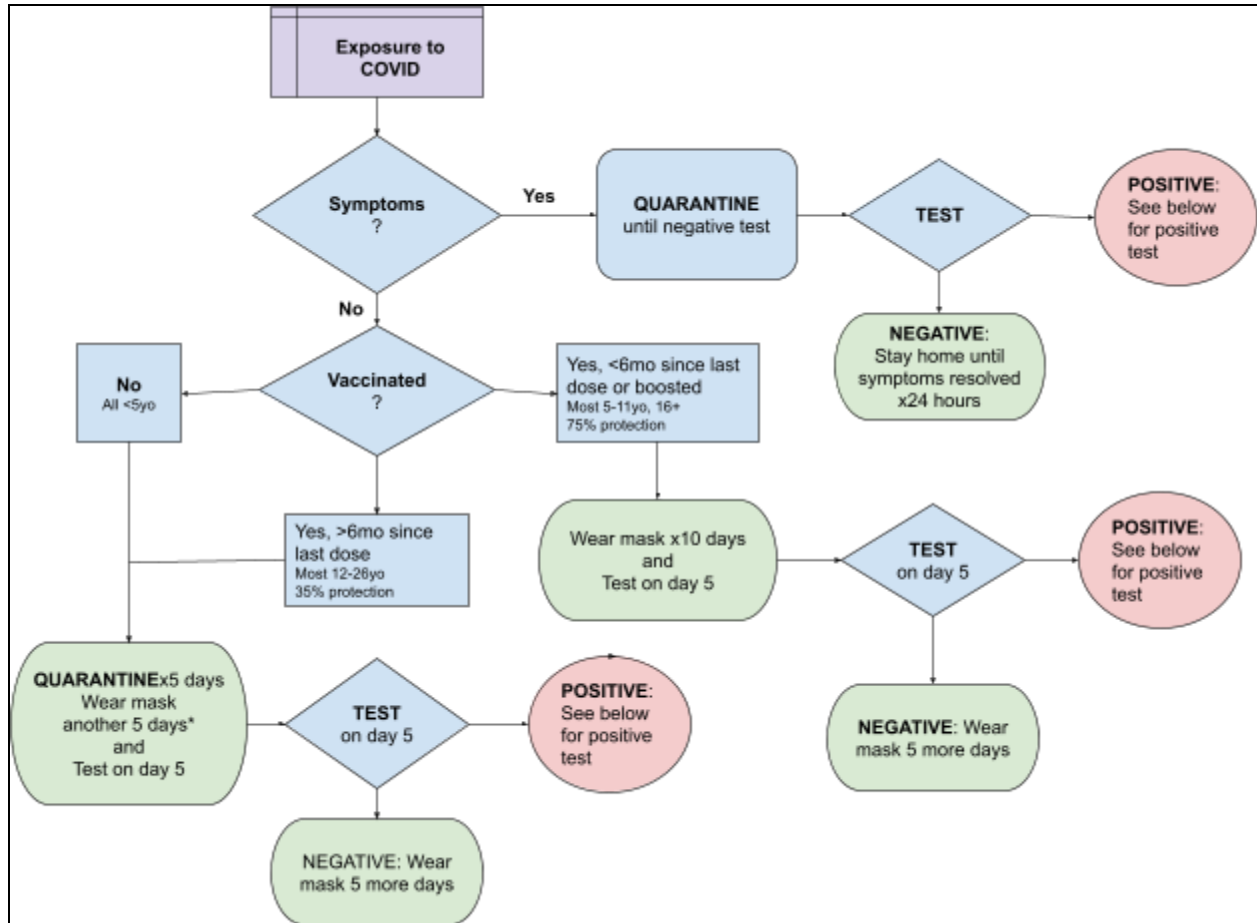 Exposure to
COVID
Symptoms
?
Yes
QUARANTINE
until negative test
TEST
POSITIVE:
See below
for positive
test
No
NEGATIVE:
Stay home until
symptoms resolved
x24 hours
No
All <5yo
Vaccinated
?
Yes, <6mo since last
dose or boosted
Most 5-11yo, 16+
75% protection
Yes, >6mo since
last dose
Most 12-26yo
35% protection
Wear mask x10 days
and
Test on day 5
TEST
on day 5
POSITIVE:
See below
for positive
test
QUARANTINEx5 days
Wear mask
another 5 days*
and
Test on day 5
TEST
on day 5
POSITIVE:
See below
for positive
test
NEGATIVE: Wear
mask 5 more days
NEGATIVE: Wear
mask 5 more days